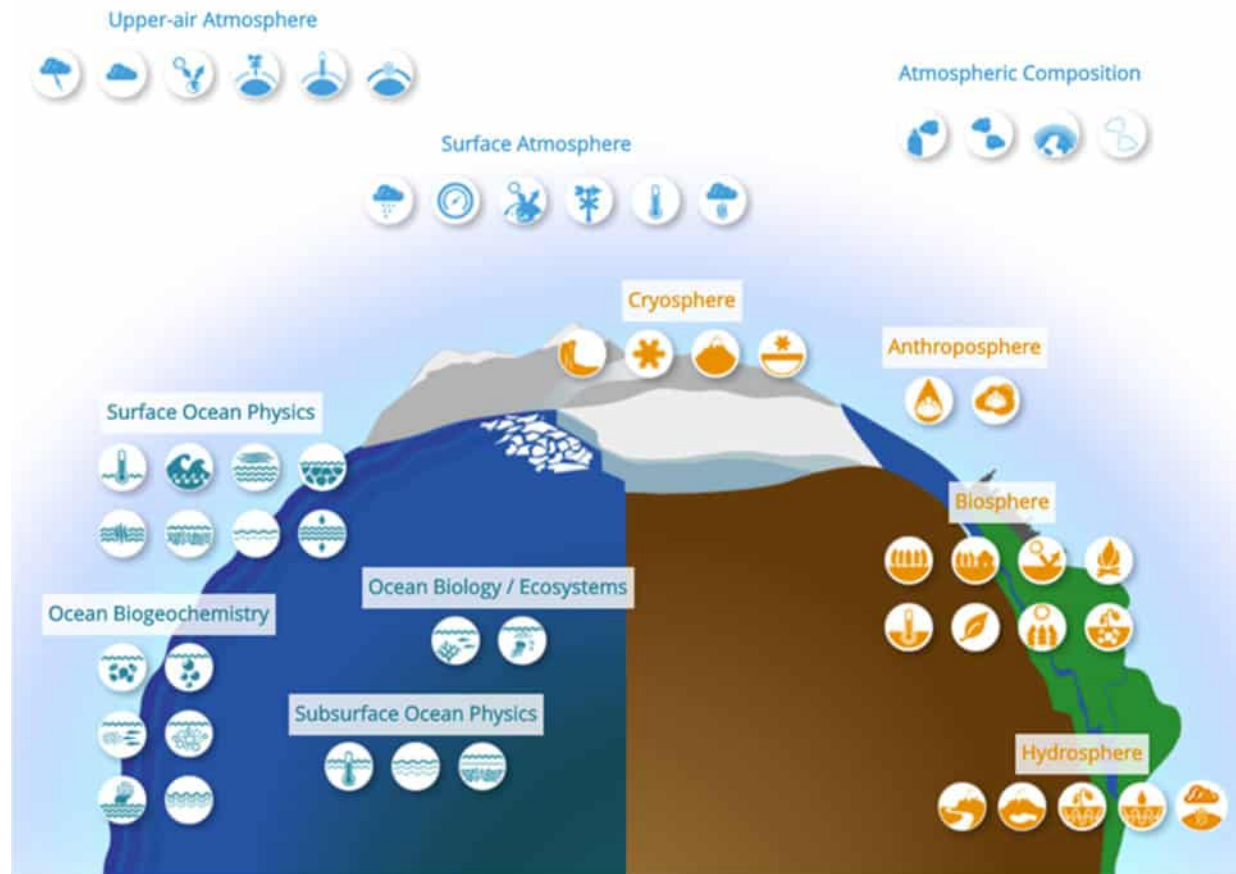 Upper-air Atmosphere
Atmospheric Composition
Surface Atmosphere
Cryosphere
Anthroposphere
Surface Ocean Physics
Biosphere
Ocean Biology / Ecosystems
Ocean Biogeochemistry
Subsurface Ocean Physics
Hydrosphere